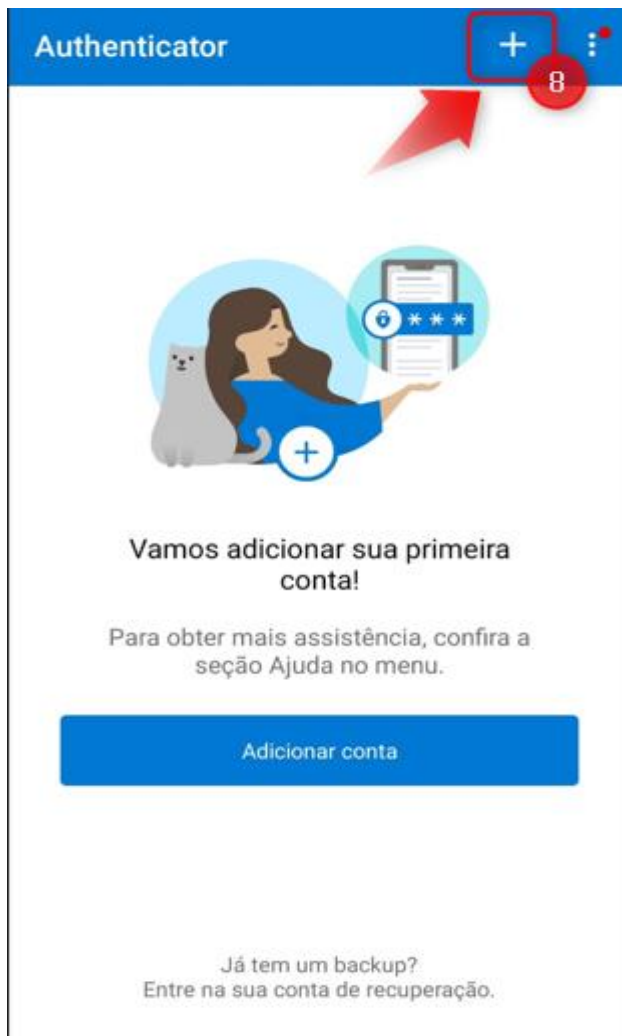 Authenticator
8
* * *
Vamos adicionar sua primeira
conta!
Para obter mais assistência, confira a
seção Ajuda no menu.
Adicionar conta
Já tem um backup?
Entre na sua conta de recuperação.